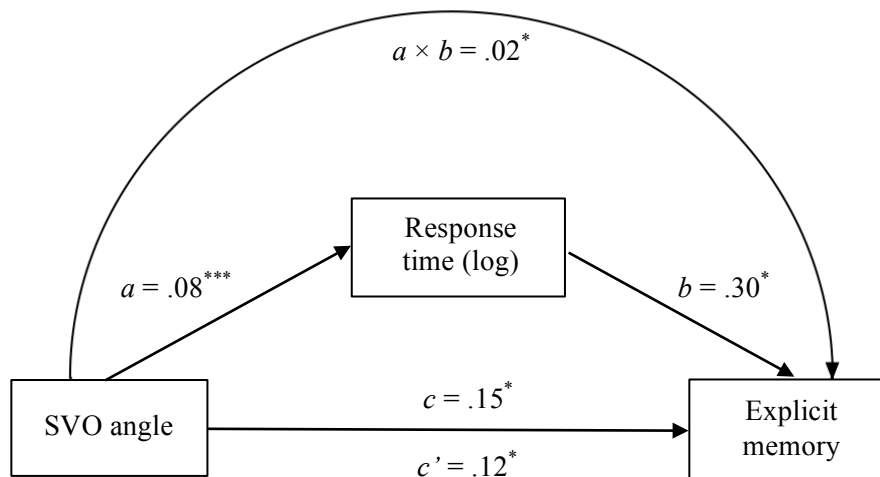 a × b = .02*
Response
time (log)
a = .08***
b = .30*
SVO angle
c = .15*
c’ = .12*
Explicit
memory